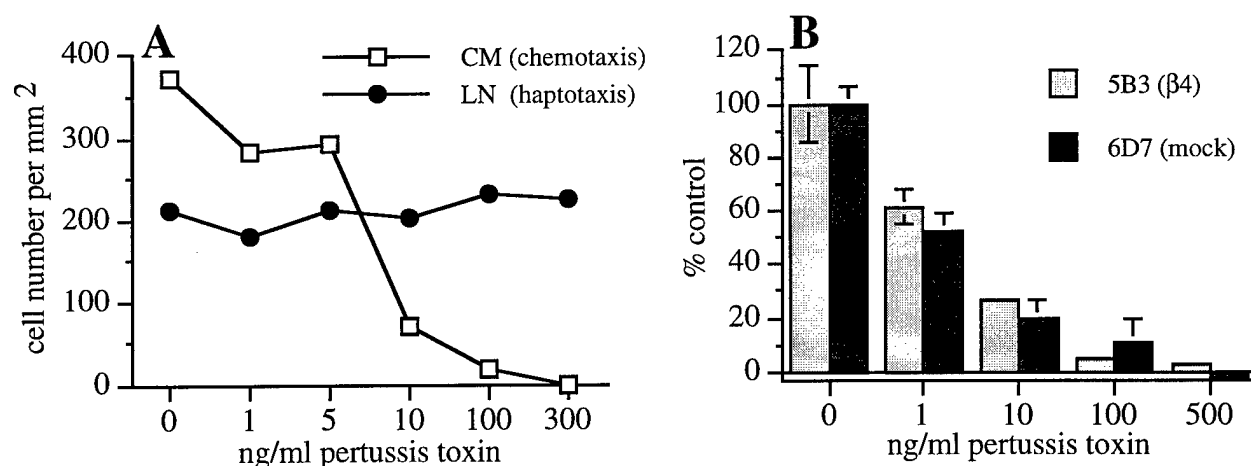 A
CM (chemotaxis)
LN (haptotaxis)
cell number per mm²
400
300
200
100
0
0 1 5 10 100 300
ng/ml pertussis toxin
B
5B3 (β4)
6D7 (mock)
% control
120
100
80
60
40
20
0
0 1 10 100 500
ng/ml pertussis toxin